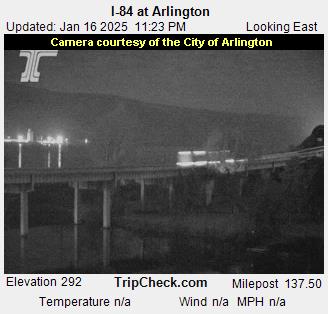 I-84 at Arlington
Updated: Jan 16 2025 11:23 PM Looking East
Camera courtesy of the City of Arlington
Elevation 292 TripCheck.com Milepost 137.50
Temperature n/a Wind n/a MPH n/a